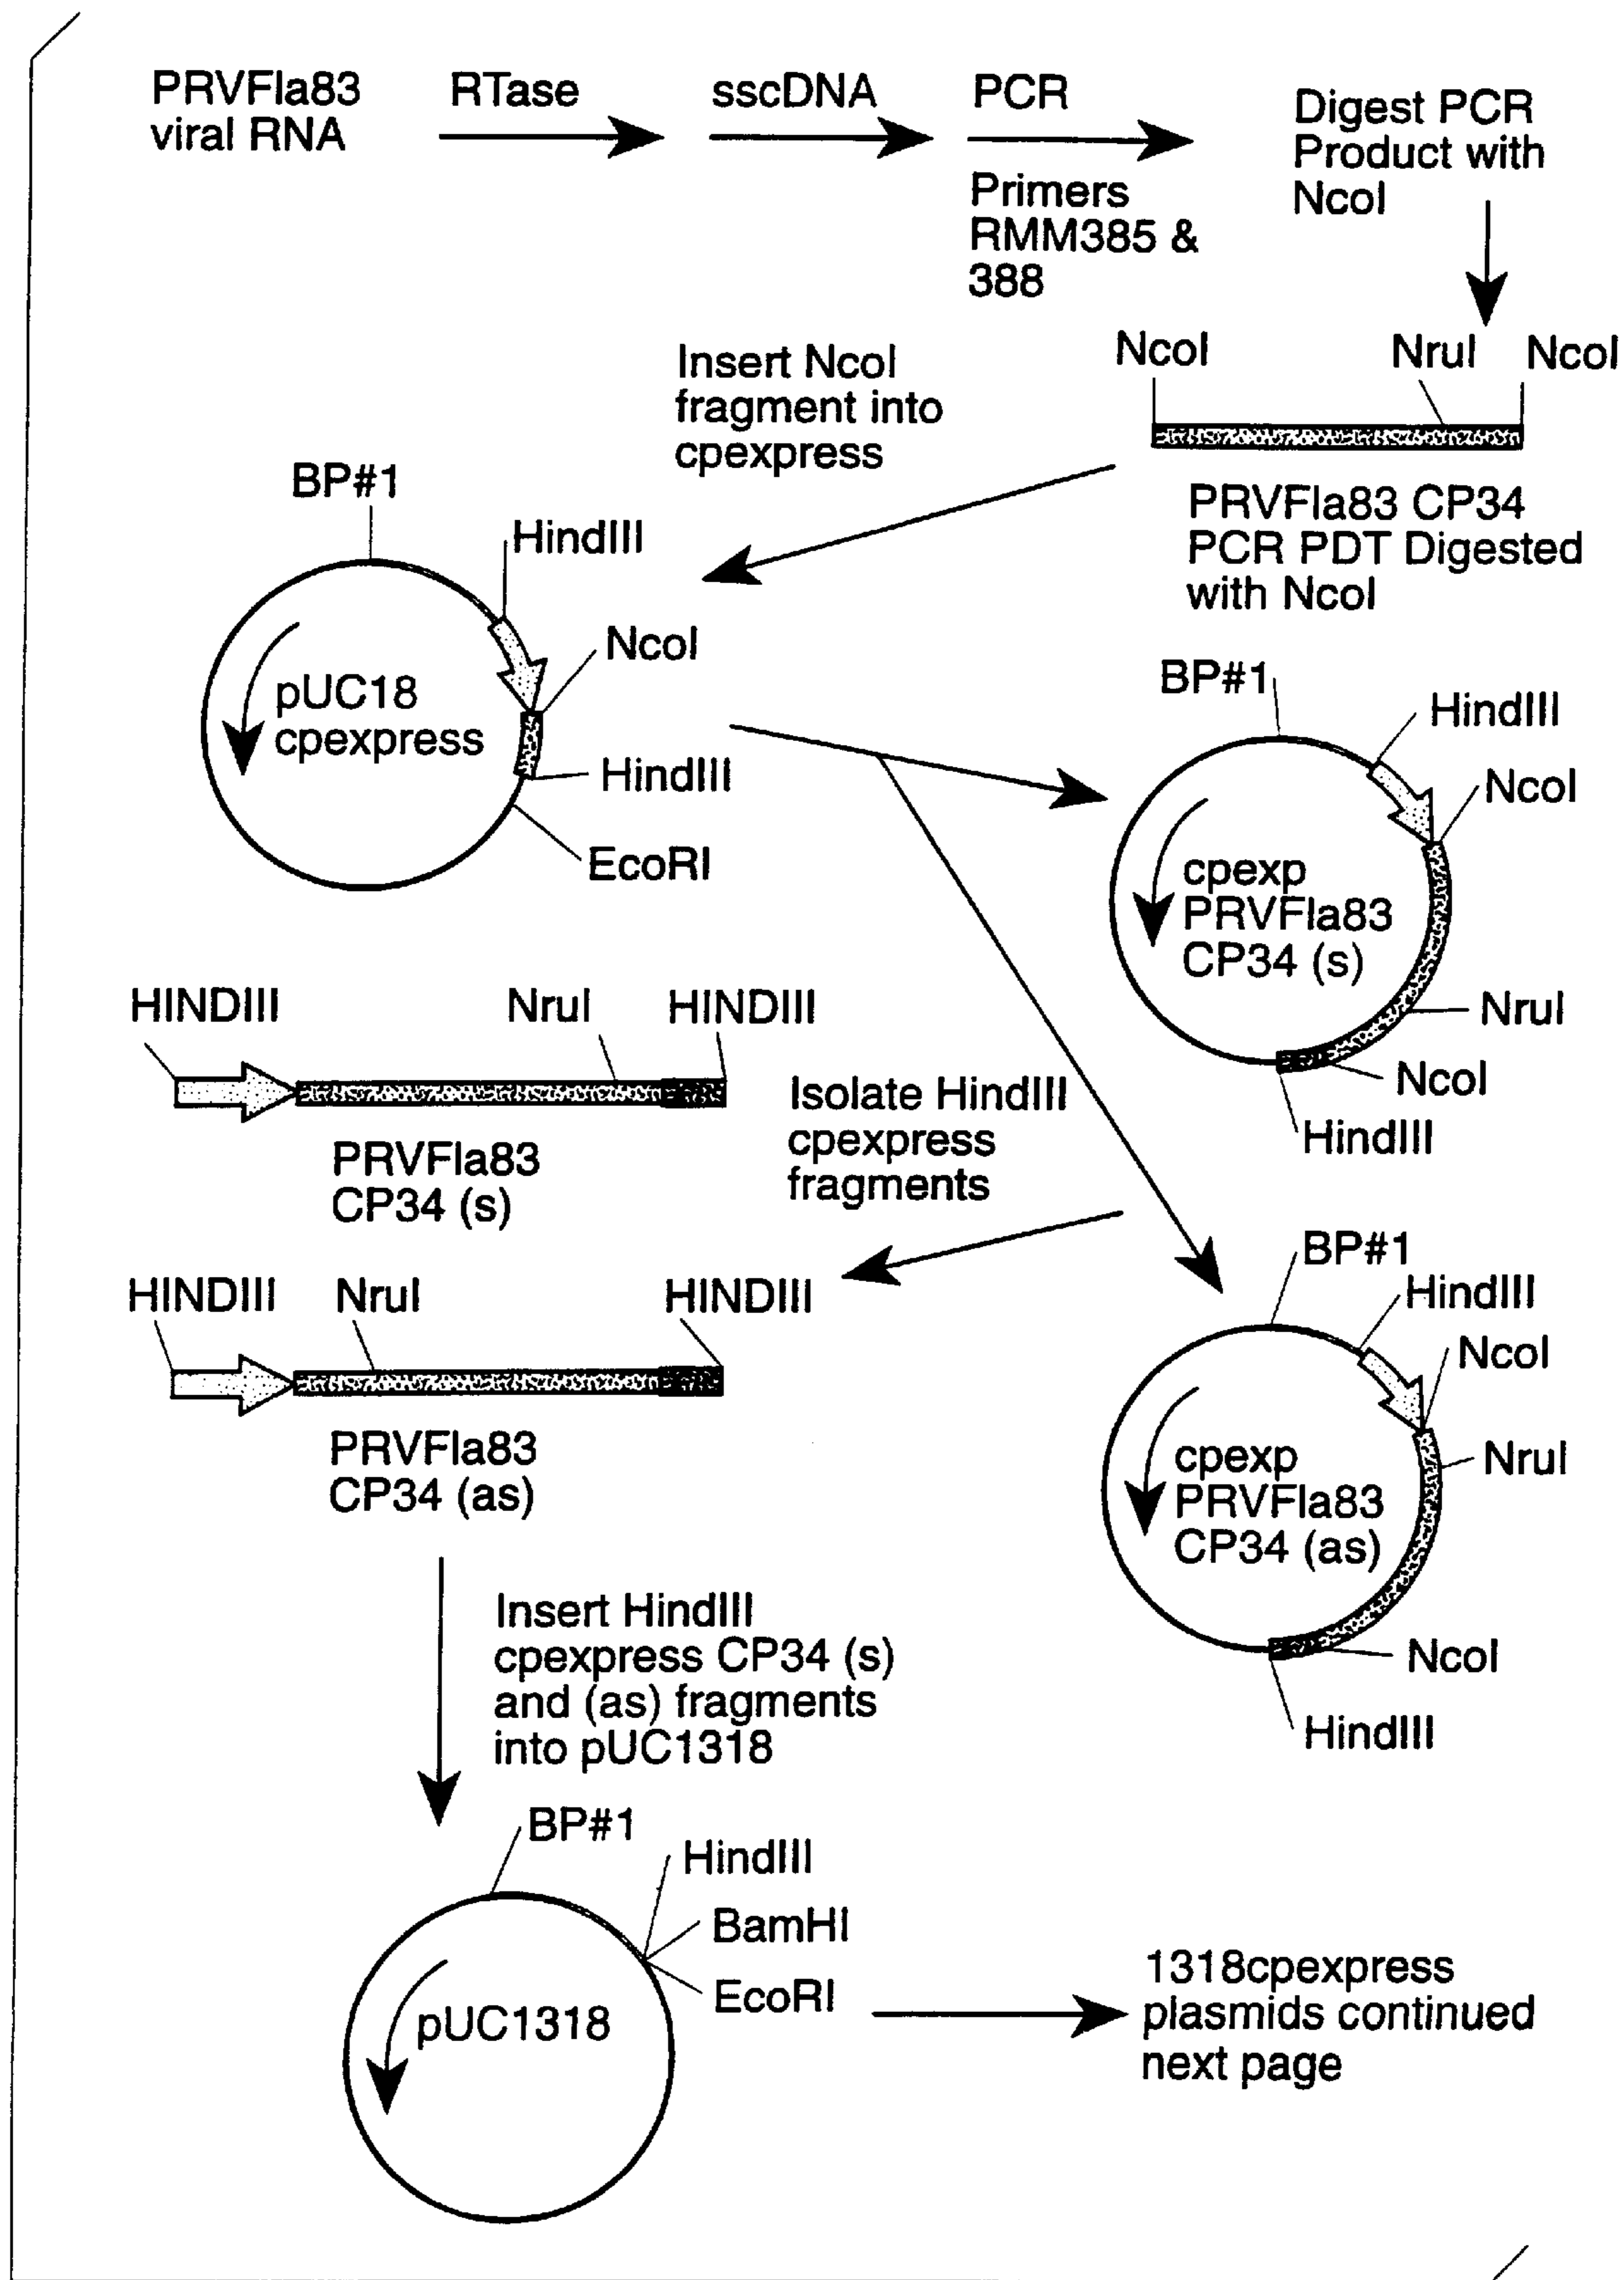 PRVFla83
viral RNA
RTase
sscDNA
PCR
Primers
RMM385 &
388
Digest PCR
Product with
NcoI
NcoI
NruI
NcoI
PRVFla83 CP34
PCR PDT Digested
with NcoI
Insert NcoI
fragment into
cpexpress
BP#1
HindIII
NcoI
pUC18
cpexpress
HindIII
EcoRI
BP#1
HindIII
NcoI
cpexp
PRVFla83
CP34 (s)
NruI
NcoI
HindIII
HINDIII
NruI
HINDIII
PRVFla83
CP34 (s)
Isolate HindIII
cpexpress
fragments
HINDIII
NruI
HINDIII
PRVFla83
CP34 (as)
BP#1
HindIII
NcoI
NruI
cpexp
PRVFla83
CP34 (as)
NcoI
HindIII
Insert HindIII
cpexpress CP34 (s)
and (as) fragments
into pUC1318
BP#1
HindIII
BamHI
EcoRI
pUC1318
1318cpexpress
plasmids continued
next page